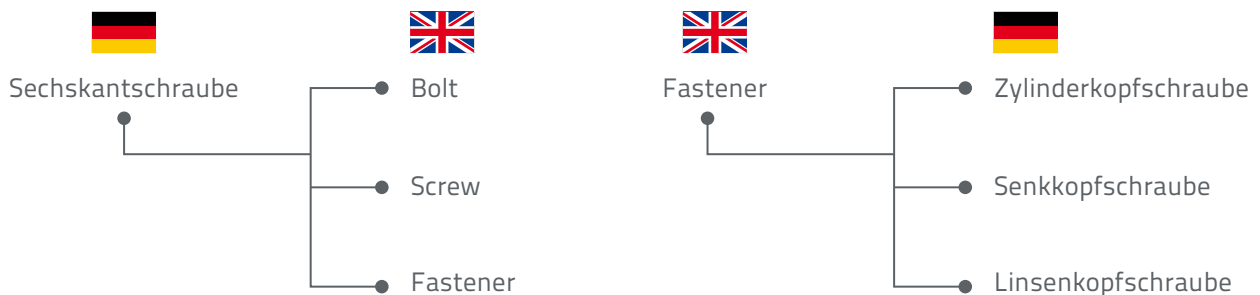 Sechskantschraube
Bolt
Screw
Fastener
Fastener
Zylinderkopfschraube
Senkkopfschraube
Linsenkopfschraube